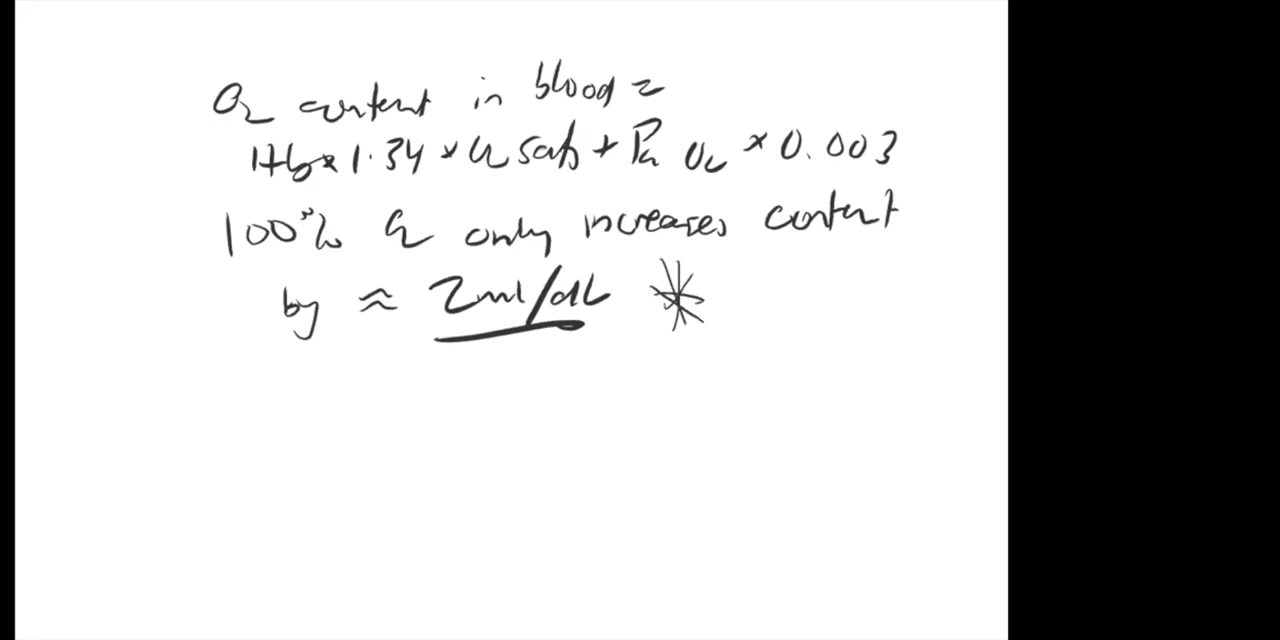 O2 content in blood =
Hb x 1.34 x O2 sats + Pa O2 x 0.003
100% O2 only increases content
by ≈ 2ml/dL *